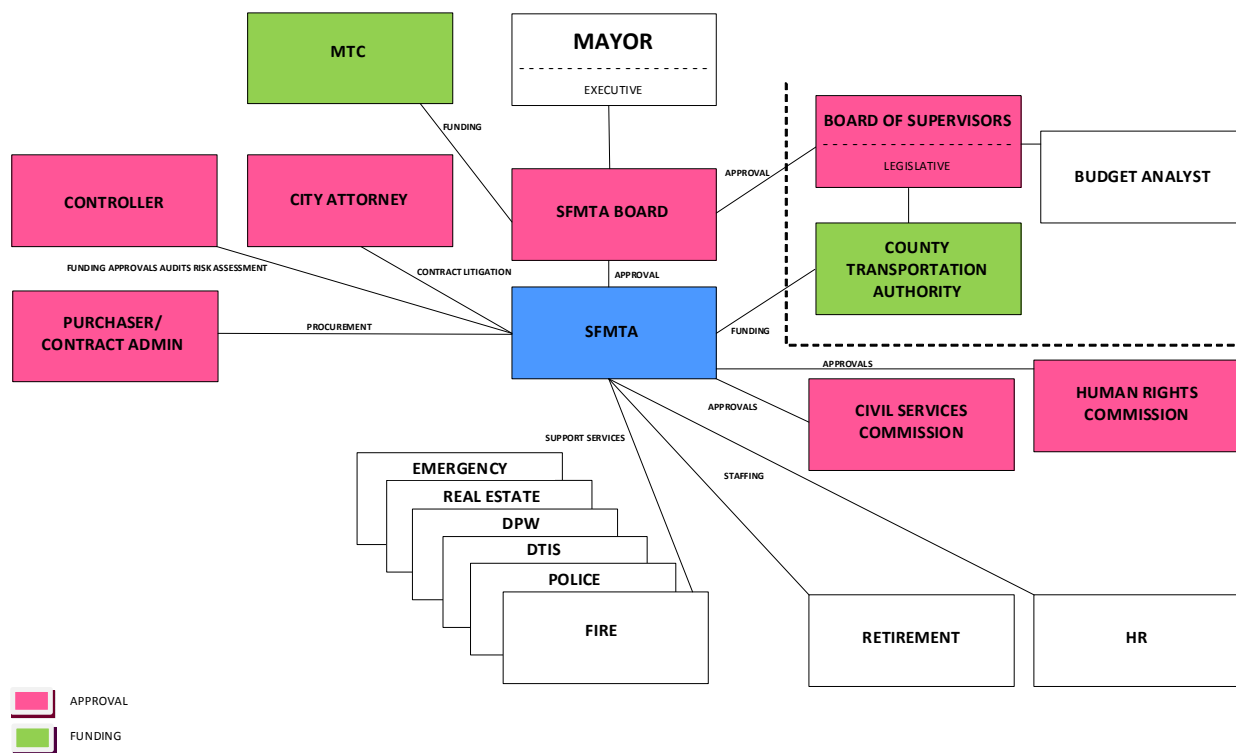 MTC
MAYOR
EXECUTIVE
FUNDING
BOARD OF SUPERVISORS
LEGISLATIVE
BUDGET ANALYST
CONTROLLER
CITY ATTORNEY
SFMTA BOARD
APPROVAL
FUNDING APPROVALS AUDITS RISK ASSESSMENT
CONTRACT LITIGATION
APPROVAL
COUNTY
TRANSPORTATION
AUTHORITY
PURCHASER/
CONTRACT ADMIN
PROCUREMENT
SFMTA
FUNDING
APPROVALS
HUMAN RIGHTS
COMMISSION
APPROVALS
CIVIL SERVICES
COMMISSION
SUPPORT SERVICES
STAFFING
EMERGENCY
REAL ESTATE
DPW
DTIS
POLICE
FIRE
RETIREMENT
HR
APPROVAL
FUNDING